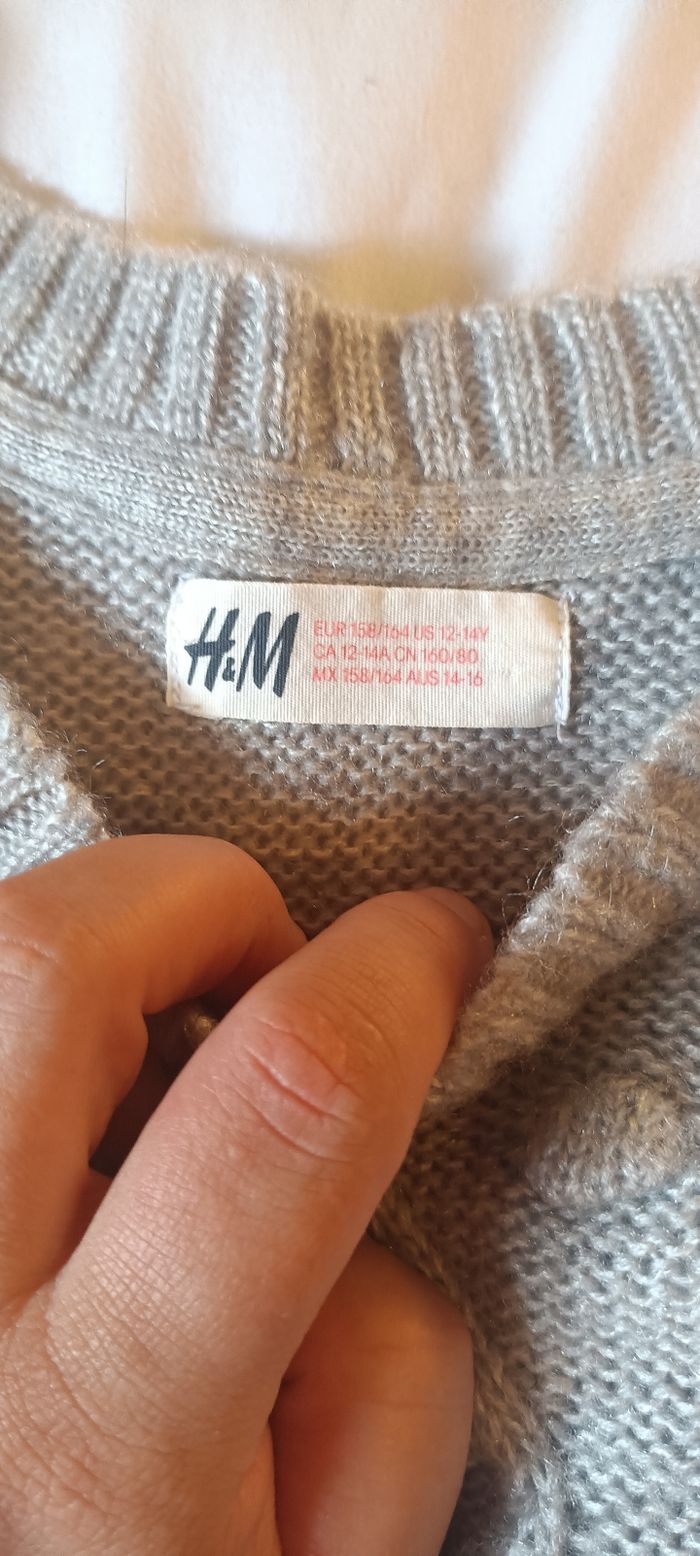 H&M
EUR 158/164 US 12-14Y
CA 12-14A CN 160/80
MX 158/164 AUS 14-16